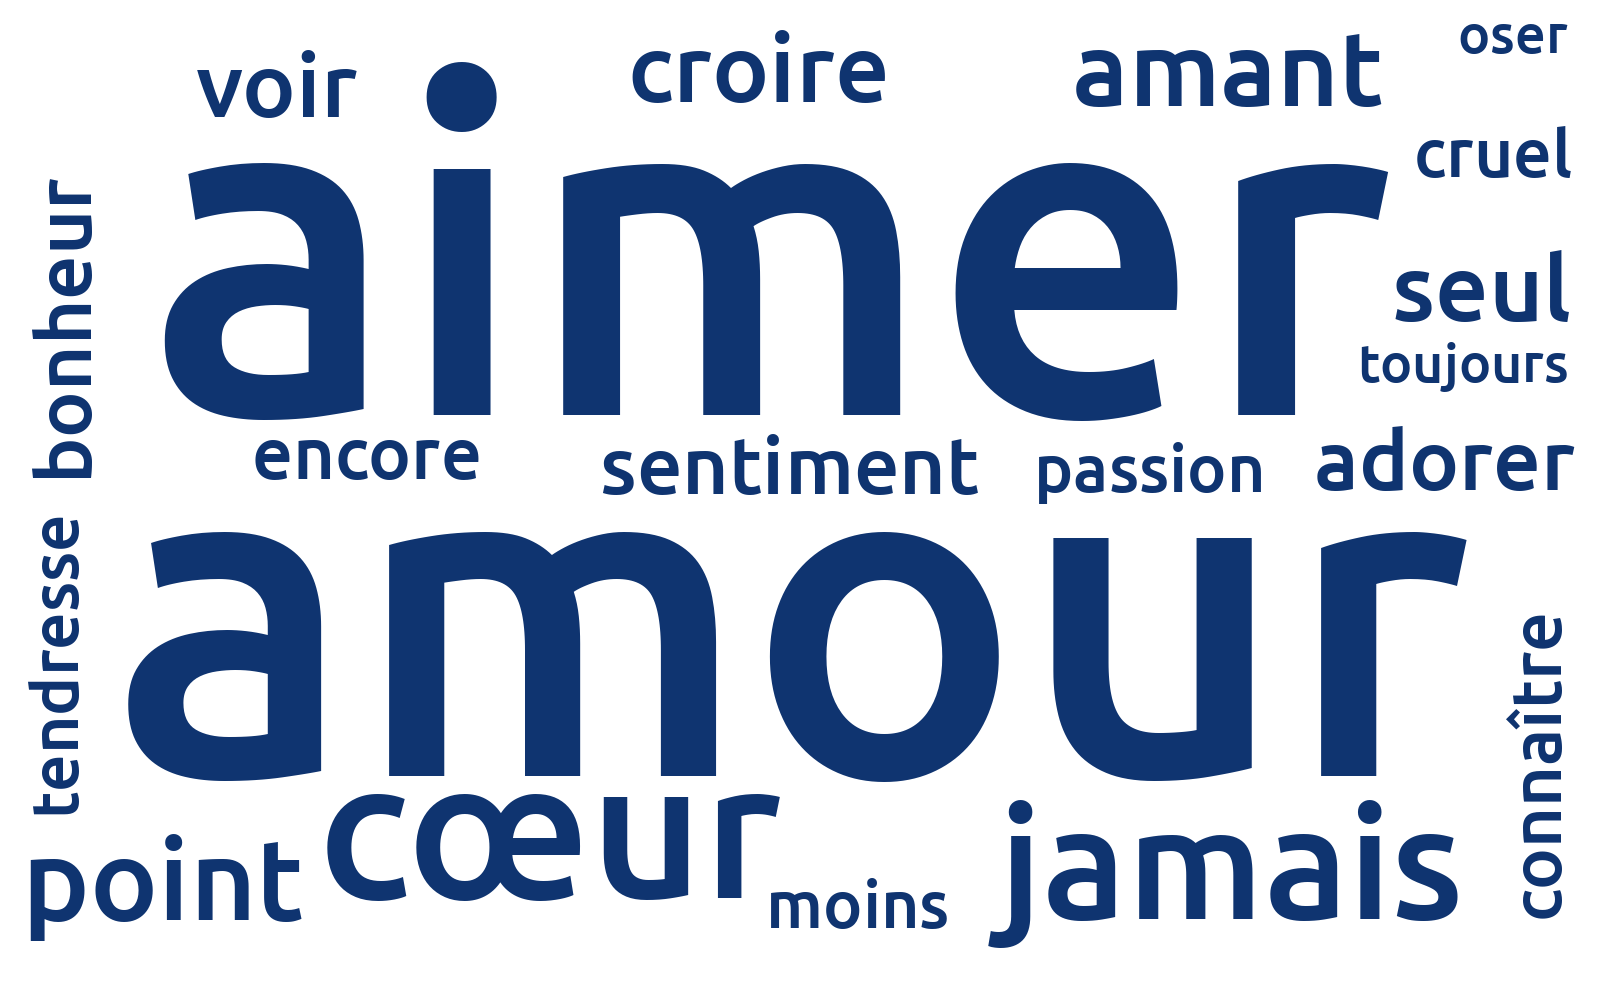 voir
croire
amant
oser
aimer
cruel
bonheur
seul
toujours
encore
sentiment
passion
adorer
amour
tendresse
connaître
cœur
point
moins
jamais